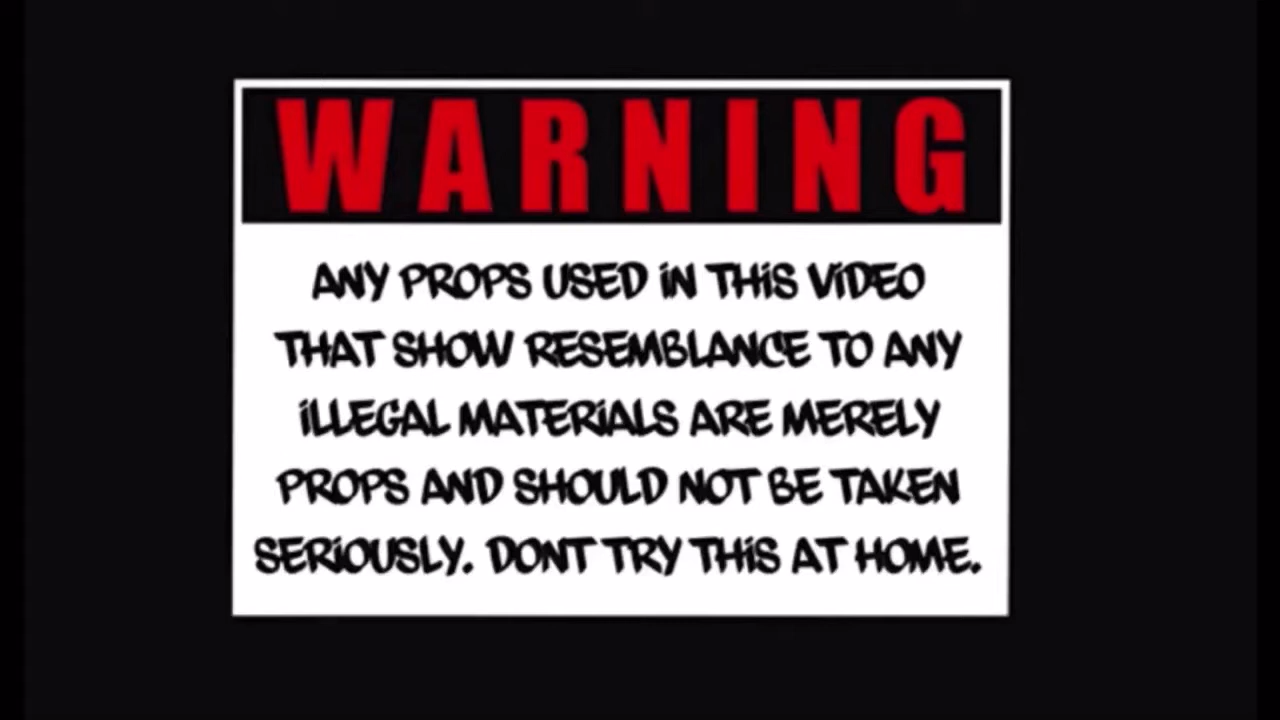 WARNING
ANY PROPS USED iN THiS ViDEO
THAT SHOW RESEMBLANCE TO ANY
iLLEGAL MATERiALS ARE MERELY
PROPS AND SHOULD NOT BE TAKEN
SERiOUSLY. DONT TRY THiS AT HOME.